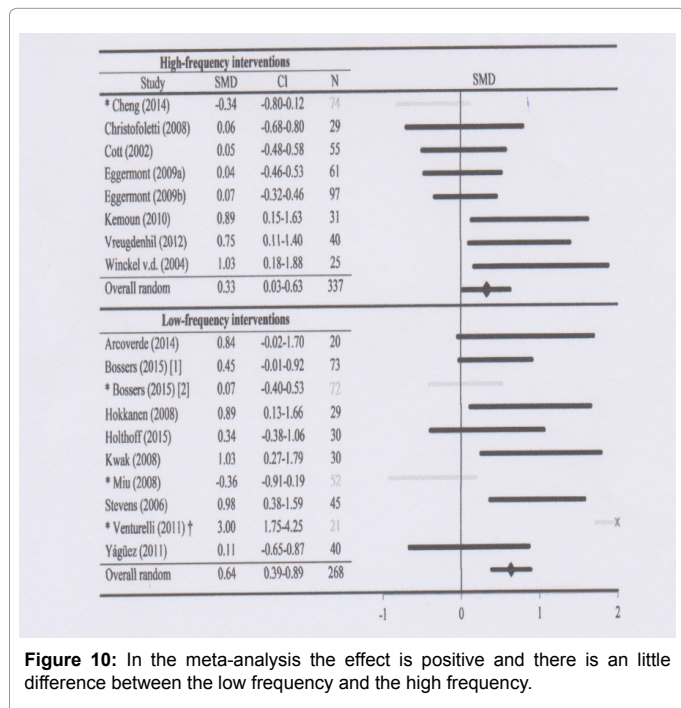 High-frequency interventions
Study SMD CI N SMD
* Cheng (2014) -0.34 -0.80-0.12 74
Christofoletti (2008) 0.06 -0.68-0.80 29
Cott (2002) 0.05 -0.48-0.58 55
Eggermont (2009a) 0.04 -0.46-0.53 61
Eggermont (2009b) 0.07 -0.32-0.46 97
Kemoun (2010) 0.89 0.15-1.63 31
Vreugdenhil (2012) 0.75 0.11-1.40 40
Winckel v.d. (2004) 1.03 0.18-1.88 25
Overall random 0.33 0.03-0.63 337
Low-frequency interventions
Arcoverde (2014) 0.84 -0.02-1.70 20
Bossers (2015) [1] 0.45 -0.01-0.92 73
* Bossers (2015) [2] 0.07 -0.40-0.53 72
Hokkanen (2008) 0.89 0.13-1.66 29
Holthoff (2015) 0.34 -0.38-1.06 30
Kwak (2008) 1.03 0.27-1.79 30
* Miu (2008) -0.36 -0.91-0.19 52
Stevens (2006) 0.98 0.38-1.59 45
* Venturelli (2011) † 3.00 1.75-4.25 21 x
Yágüez (2011) 0.11 -0.65-0.87 40
Overall random 0.64 0.39-0.89 268
-1 0 1 2
Figure 10: In the meta-analysis the effect is positive and there is an little
difference between the low frequency and the high frequency.